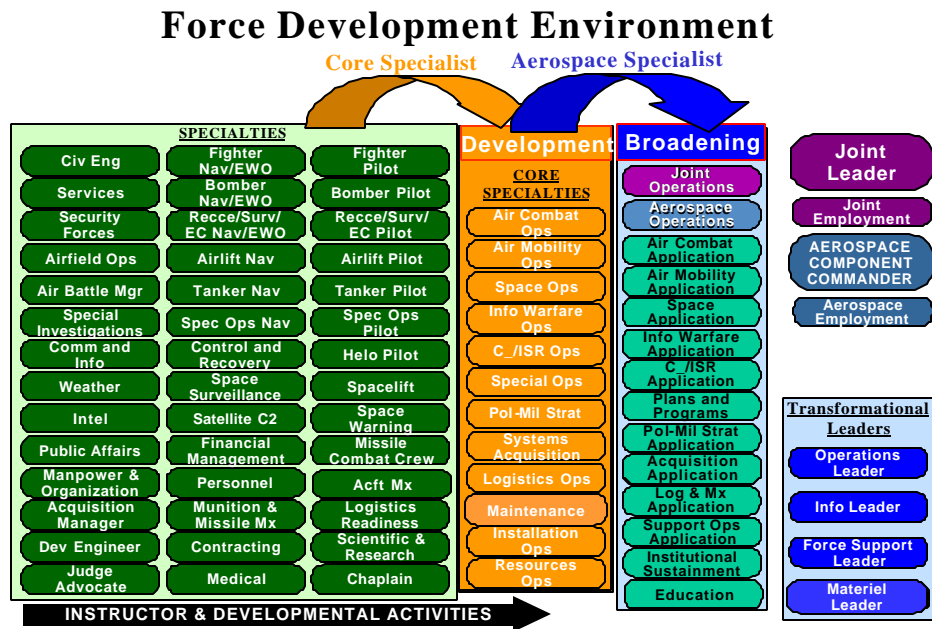 Force Development Environment
Core Specialist
Aerospace Specialist
SPECIALTIES
Civ Eng
Services
Security
Forces
Airfield Ops
Air Battle Mgr
Special
Investigations
Comm and
Info
Weather
Intel
Public Affairs
Manpower &
Organization
Acquisition
Manager
Dev Engineer
Judge
Advocate
Fighter
Nav/EWO
Bomber
Nav/EWO
Recce/Surv/
EC Nav/EWO
Airlift Nav
Tanker Nav
Spec Ops Nav
Control and
Recovery
Space
Surveillance
Satellite C2
Financial
Management
Personnel
Munition &
Missile Mx
Contracting
Medical
Fighter
Pilot
Bomber Pilot
Recce/Surv/
EC Pilot
Airlift Pilot
Tanker Pilot
Spec Ops
Pilot
Helo Pilot
Spacelift
Space
Warning
Missile
Combat Crew
Acft Mx
Logistics
Readiness
Scientific &
Research
Chaplain
Development
CORE
SPECIALTIES
Air Combat
Ops
Air Mobility
Ops
Space Ops
Info Warfare
Ops
C_/ISR Ops
Special Ops
Pol-Mil Strat
Systems
Acquisition
Logistics Ops
Maintenance
Installation
Ops
Resources
Ops
Broadening
Joint
Operations
Aerospace
Operations
Air Combat
Application
Air Mobility
Application
Space
Application
Info Warfare
Application
C_/ISR
Application
Plans and
Programs
Pol-Mil Strat
Application
Acquisition
Application
Log & Mx
Application
Support Ops
Application
Institutional
Sustainment
Education
Joint
Leader
Joint
Employment
AEROSPACE
COMPONENT
COMMANDER
Aerospace
Employment
Transformational
Leaders
Operations
Leader
Info Leader
Force Support
Leader
Materiel
Leader
INSTRUCTOR & DEVELOPMENTAL ACTIVITIES